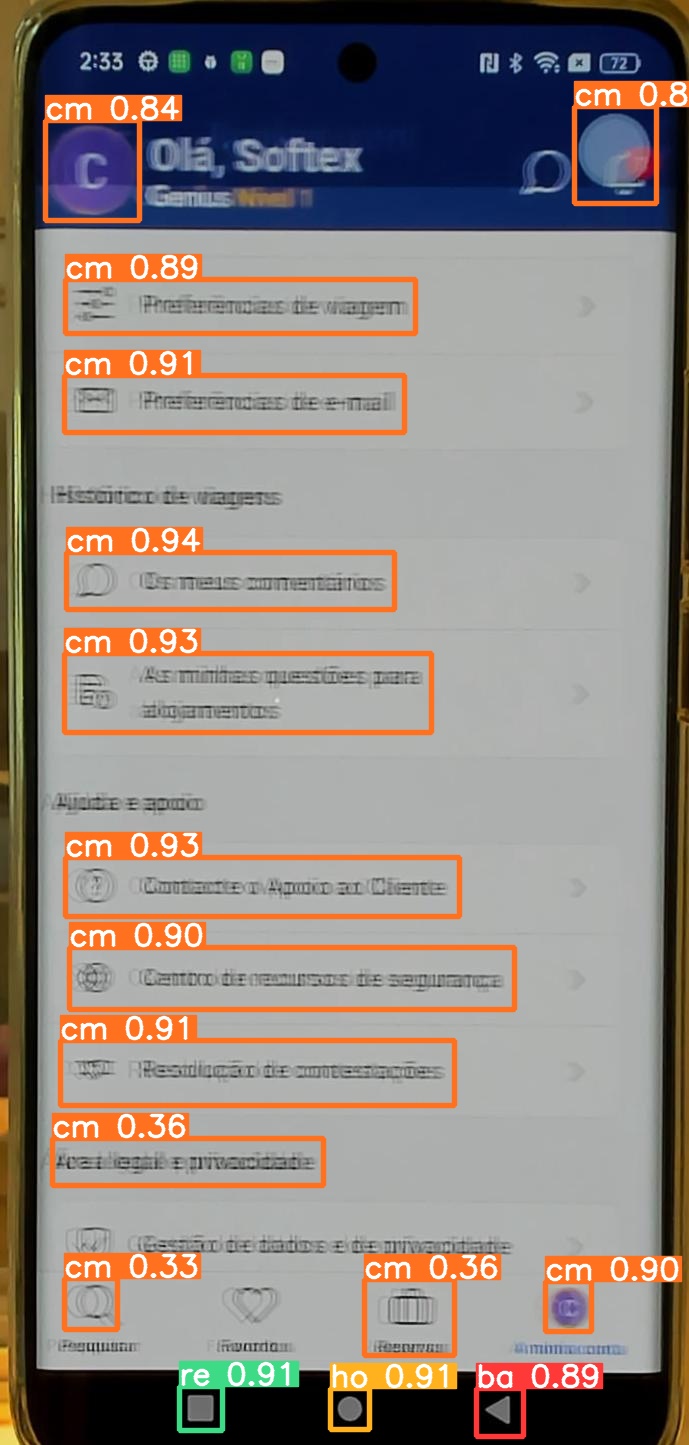 2:33 72
cm 0.84
cm 0.8
C
Olá, Softex
Genius Nível 1
cm 0.89
Preferências de viagem
cm 0.91
Preferências de e-mail
Histórico de viagens
cm 0.94
Os meus comentários
cm 0.93
As minhas questões para
alojamentos
Ajuda e apoio
cm 0.93
Contacte o Apoio ao Cliente
cm 0.90
Centro de recursos de segurança
cm 0.91
Resolução de contestações
cm 0.36
Área legal e privacidade
Gestão de dados e de privacidade
cm 0.33
cm 0.36
cm 0.90
Pesquisar
Favoritos
Reservas
A minha conta
re 0.91
ho 0.91
ba 0.89